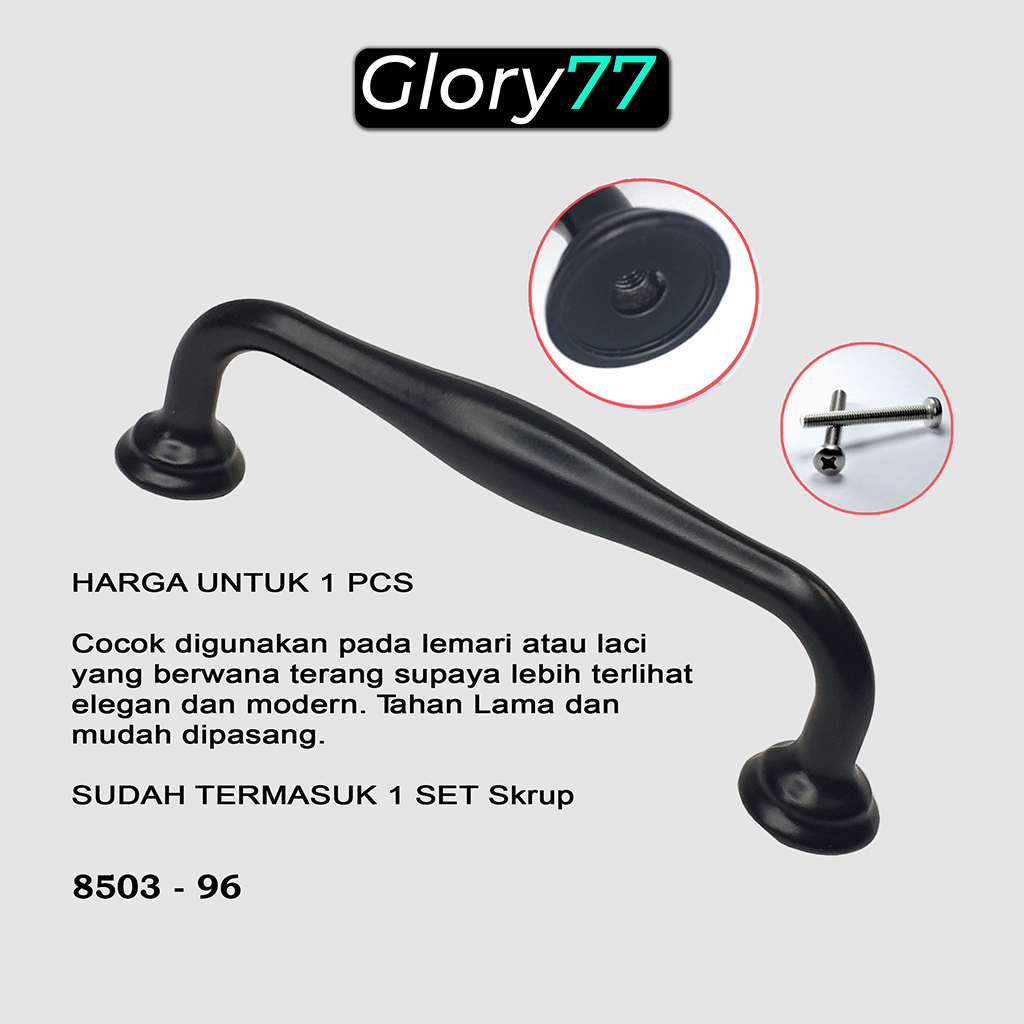 Glory77
HARGA UNTUK 1 PCS
Cocok digunakan pada lemari atau laci
yang berwana terang supaya lebih terlihat
elegan dan modern. Tahan Lama dan
mudah dipasang.
SUDAH TERMASUK 1 SET Skrup
8503 - 96